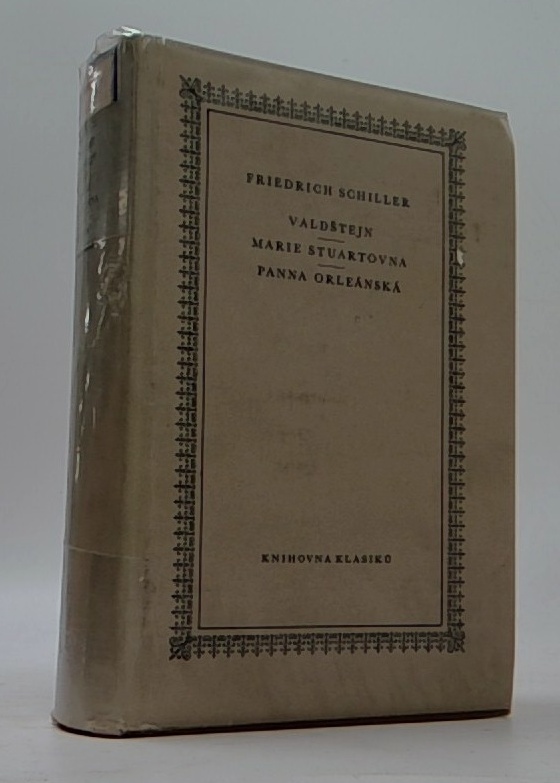 FRIEDRICH SCHILLER
VALDŠTEJN
MARIE STUARTOVNA
PANNA ORLEÁNSKÁ
KNIHOVNA KLASIKŮ